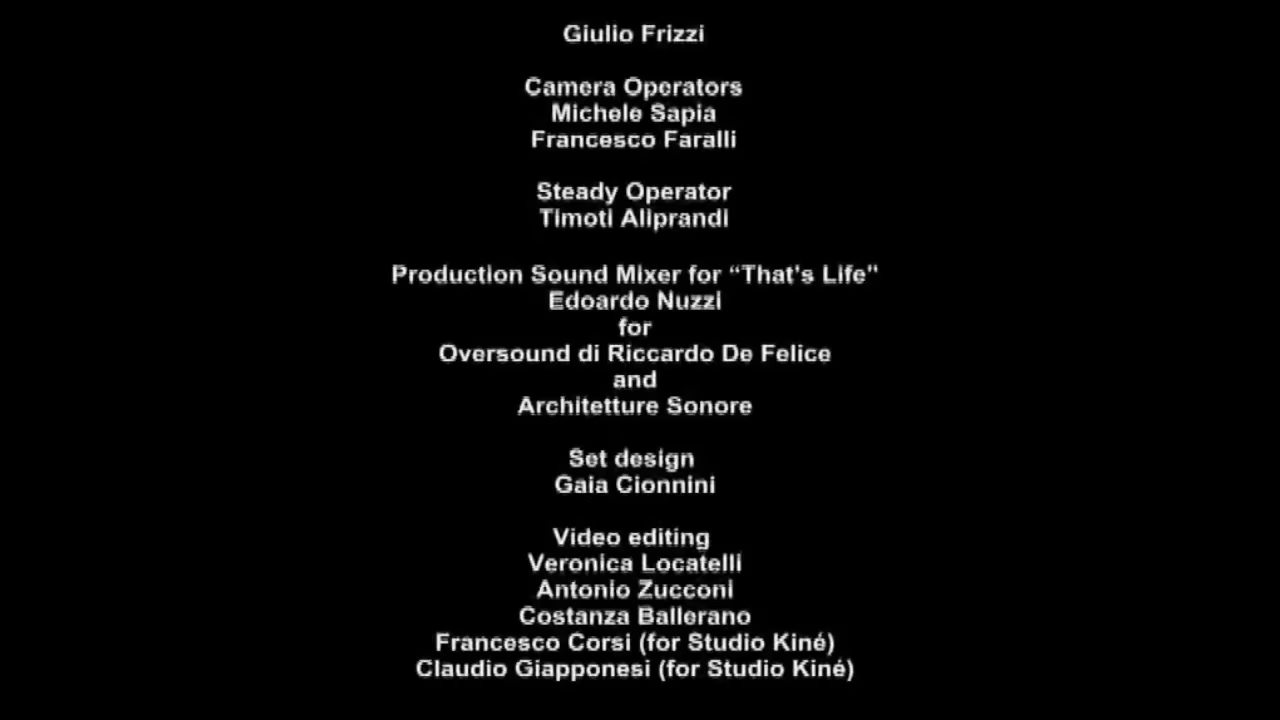 Giulio Frizzi
Camera Operators
Michele Sapia
Francesco Faralli
Steady Operator
Timoti Aliprandi
Production Sound Mixer for “That's Life”
Edoardo Nuzzi
for
Oversound di Riccardo De Felice
and
Architetture Sonore
Set design
Gaia Cionnini
Video editing
Veronica Locatelli
Antonio Zucconi
Costanza Ballerano
Francesco Corsi (for Studio Kiné)
Claudio Giapponesi (for Studio Kiné)